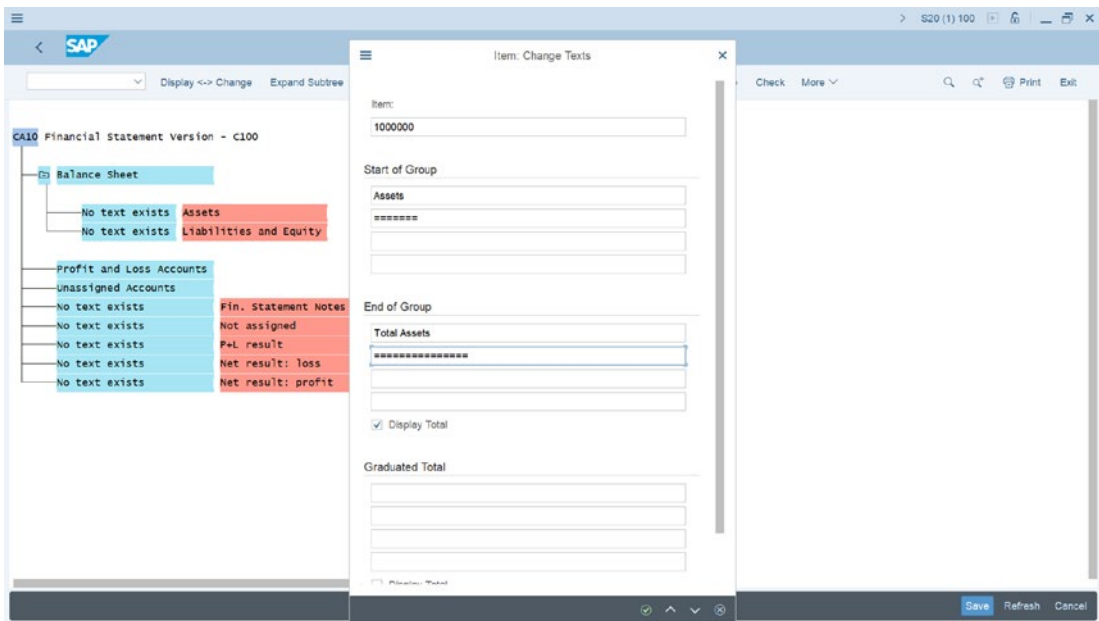 S20 (1) 100
SAP
Display <-> Change Expand Subtree Check More Print Exit
CA10 Financial Statement Version - C100
Balance Sheet
No text exists Assets
No text exists Liabilities and Equity
Profit and Loss Accounts
Unassigned Accounts
No text exists Fin. Statement Notes
No text exists Not assigned
No text exists P+L result
No text exists Net result: loss
No text exists Net result: profit
Item: Change Texts
Item:
1000000
Start of Group
Assets
=======
End of Group
Total Assets
===============
Display Total
Graduated Total
Display Total
Save Refresh Cancel